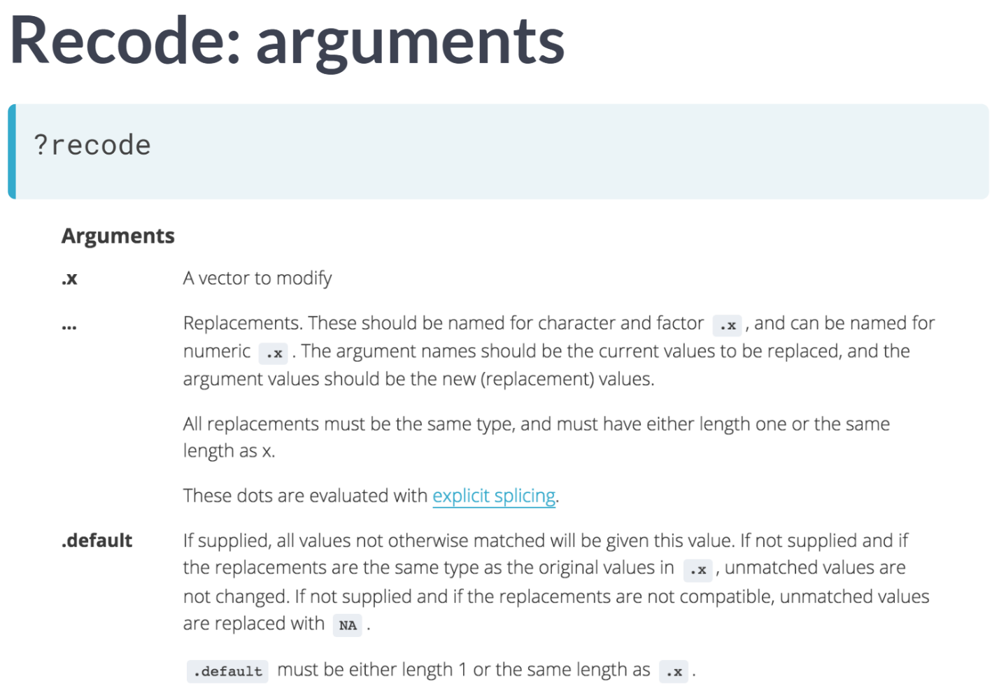 Recode: arguments
?recode
Arguments
.x A vector to modify
... Replacements. These should be named for character and factor .x , and can be named for
numeric .x . The argument names should be the current values to be replaced, and the
argument values should be the new (replacement) values.
All replacements must be the same type, and must have either length one or the same
length as x.
These dots are evaluated with explicit splicing.
.default If supplied, all values not otherwise matched will be given this value. If not supplied and if
the replacements are the same type as the original values in .x , unmatched values are
not changed. If not supplied and if the replacements are not compatible, unmatched values
are replaced with NA .
.default must be either length 1 or the same length as .x .